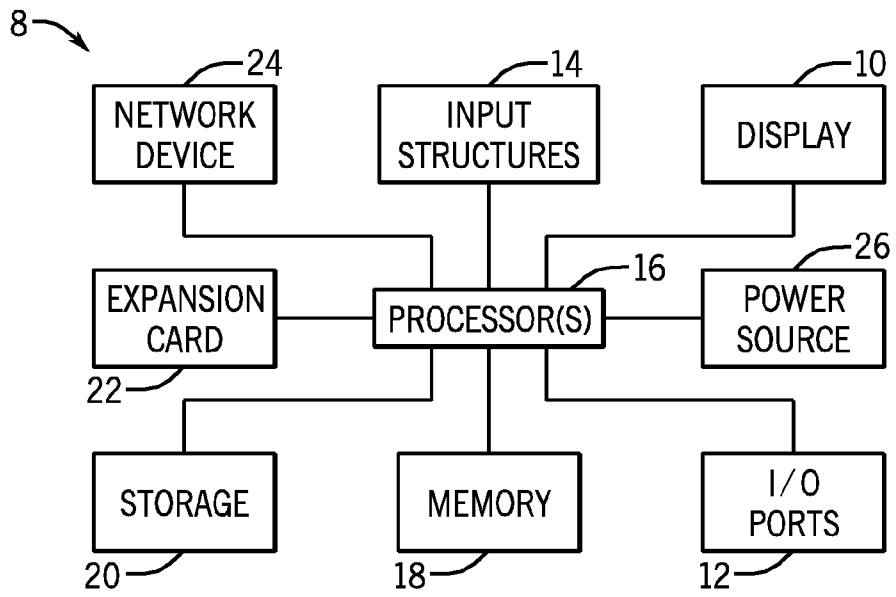 8
24
14
10
NETWORK
DEVICE
INPUT
STRUCTURES
DISPLAY
16
26
EXPANSION
CARD
PROCESSOR(S)
POWER
SOURCE
22
STORAGE
MEMORY
I/O
PORTS
20
18
12